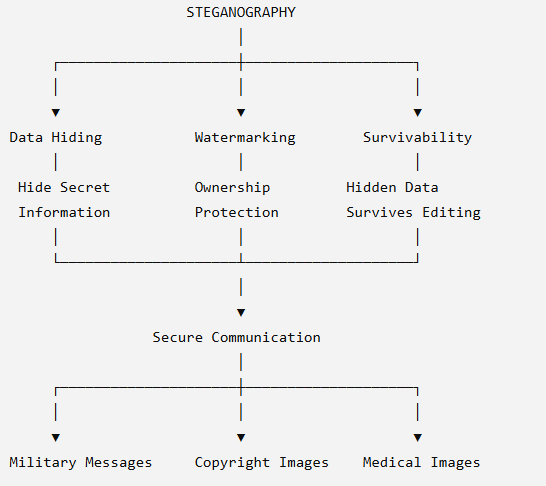 STEGANOGRAPHY
Data Hiding Watermarking Survivability
Hide Secret Ownership Hidden Data
Information Protection Survives Editing
Secure Communication
Military Messages Copyright Images Medical Images